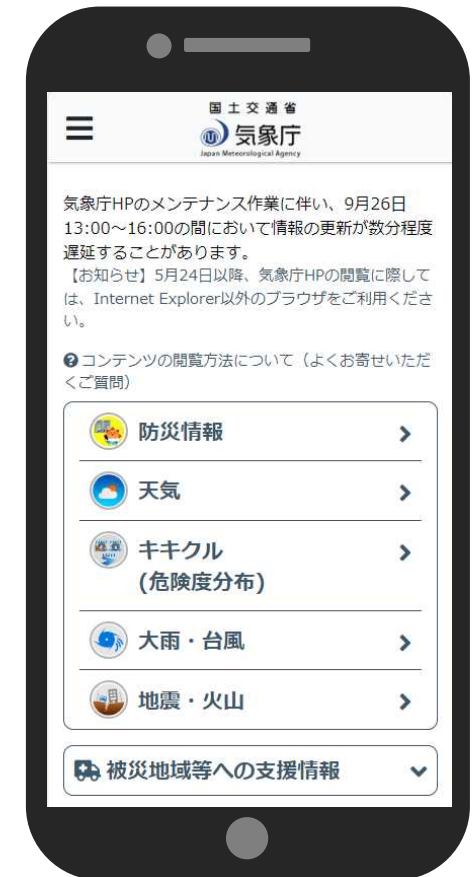 国土交通省
気象庁
Japan Meteorological Agency
気象庁HPのメンテナンス作業に伴い、9月26日
13:00～16:00の間において情報の更新が数分程度
遅延することがあります。
【お知らせ】5月24日以降、気象庁HPの閲覧に際して
は、Internet Explorer以外のブラウザをご利用くださ
い。
コンテンツの閲覧方法について（よくお寄せいただ
くご質問）
防災情報
天気
キキクル
(危険度分布)
大雨・台風
地震・火山
被災地域等への支援情報